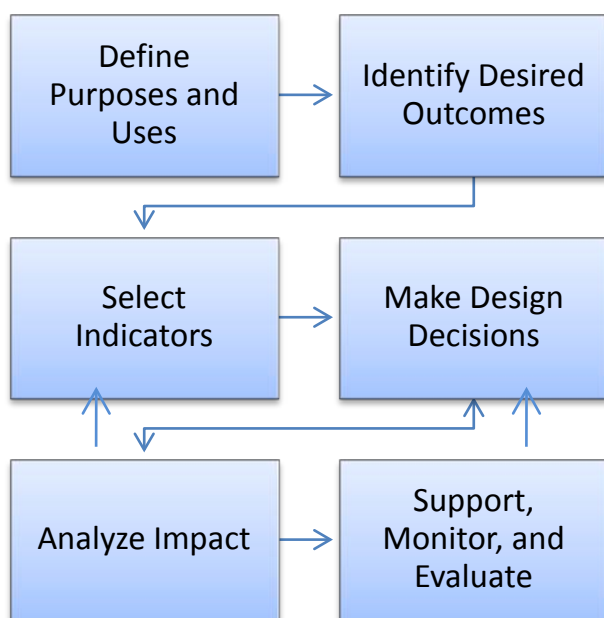 Define
Purposes and
Uses
Identify Desired
Outcomes
Select
Indicators
Make Design
Decisions
Analyze Impact
Support,
Monitor, and
Evaluate